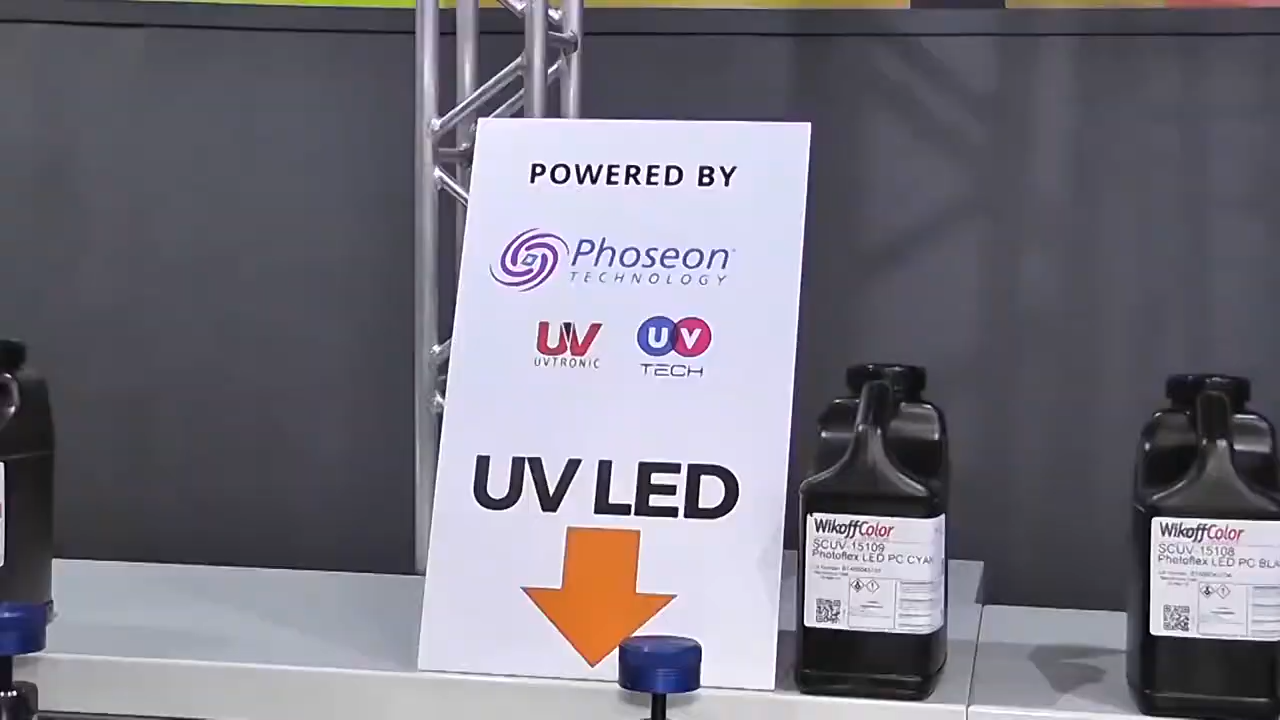 POWERED BY
Phoseon
TECHNOLOGY
UV
UVTRONIC
UV
TECH
UV LED
WikoffColor
SCUV-15109
Photoflex LED PC CYAN
WikoffColor
SCUV-15108
Photoflex LED PC BLA